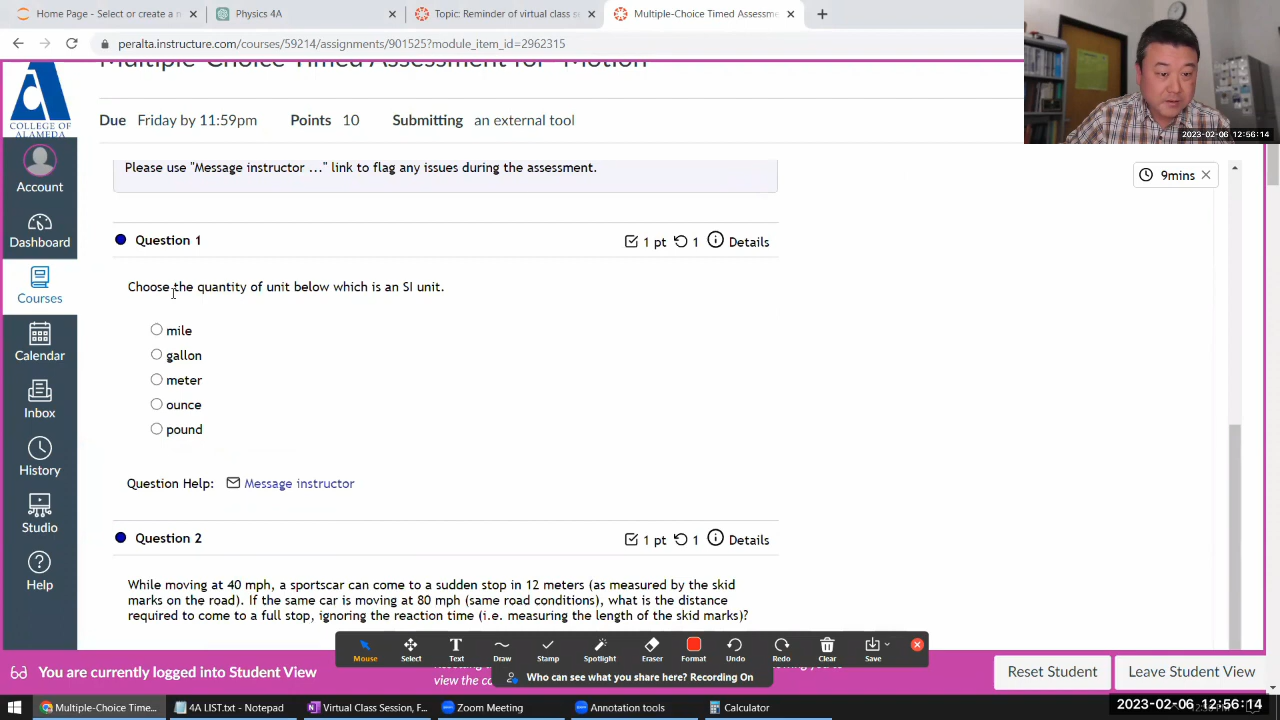 Home Page - Select or create a n
Physics 4A
Topic: Reminder of virtual class se
Multiple-Choice Timed Assessme
peralta.instructure.com/courses/59214/assignments/901525?module_item_id=2962315
Multiple-Choice Timed Assessment for "Motion"
COLLEGE OF
ALAMEDA
Due Friday by 11:59pm Points 10 Submitting an external tool
2023-02-06 12:56:14
Please use "Message instructor ..." link to flag any issues during the assessment.
9mins
Account
Dashboard
Courses
Calendar
Inbox
History
Studio
Help
Question 1
1 pt 1 Details
Choose the quantity of unit below which is an SI unit.
mile
gallon
meter
ounce
pound
Question Help: Message instructor
Question 2
1 pt 1 Details
While moving at 40 mph, a sportscar can come to a sudden stop in 12 meters (as measured by the skid
marks on the road). If the same car is moving at 80 mph (same road conditions), what is the distance
required to come to a full stop, ignoring the reaction time (i.e. measuring the length of the skid marks)?
Mouse Select Text Draw Stamp Spotlight Eraser Format Undo Redo Clear Save
Who can see what you share here? Recording On
You are currently logged into Student View
view the co
Reset Student
Leave Student View
Multiple-Choice Time...
4A LIST.txt - Notepad
Virtual Class Session, F...
Zoom Meeting
Annotation tools
Calculator
2023-02-06 12:56:14